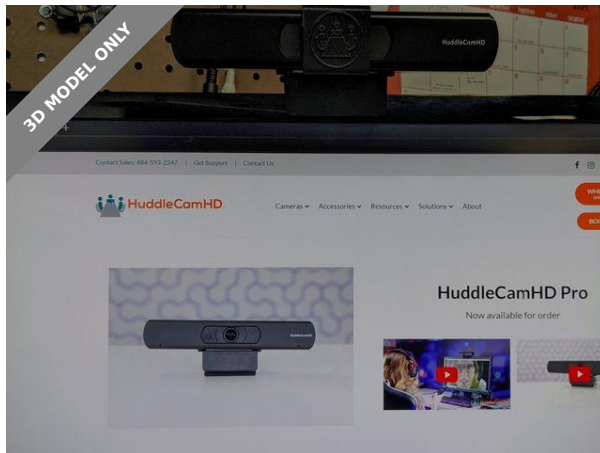 3D MODEL ONLY
HuddleCamHD
Contact Sales: 484-593-2247 | Get Support | Contact Us
HuddleCamHD
Cameras Accessories Resources Solutions About
HuddleCamHD Pro
Now available for order
HuddleCamHD